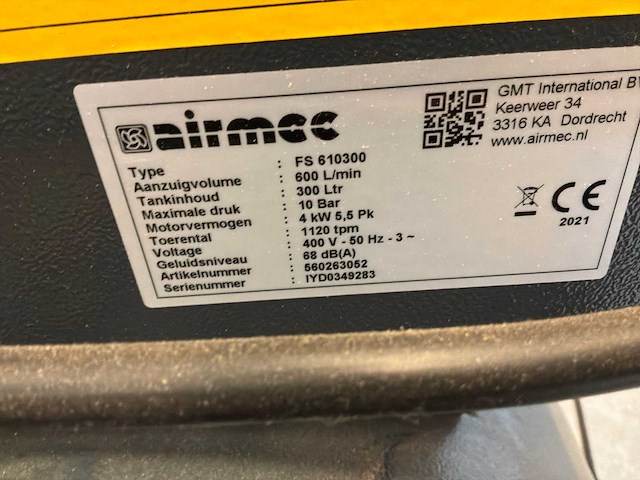 airmec
GMT International BV
Keerweer 34
3316 KA Dordrecht
www.airmec.nl
Type : FS 610300
Aanzuigvolume : 600 L/min
Tankinhoud : 300 Ltr
Maximale druk : 10 Bar
Motorvermogen : 4 kW 5,5 Pk
Toerental : 1120 tpm
Voltage : 400 V - 50 Hz - 3 ~
Geluidsniveau : 68 dB(A)
Artikelnummer : 560263052
Serienummer : IYD0349283
CE
2021